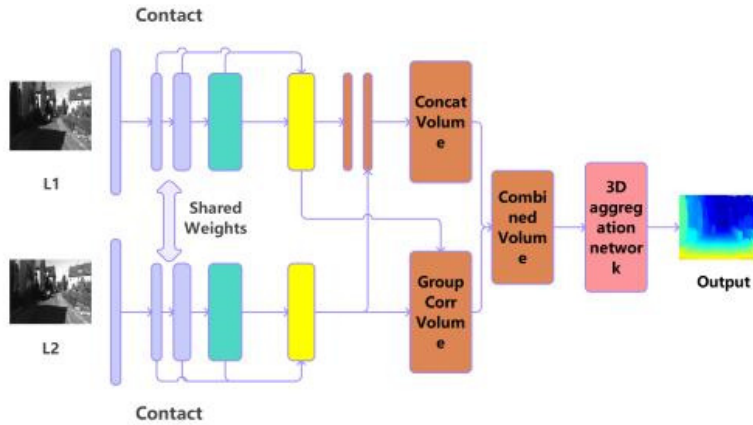 Contact
L1
Shared
Weights
L2
Contact
Concat
Volum
e
Group
Corr
Volum
e
Combi
ned
Volum
e
3D
aggreg
ation
networ
k
Output